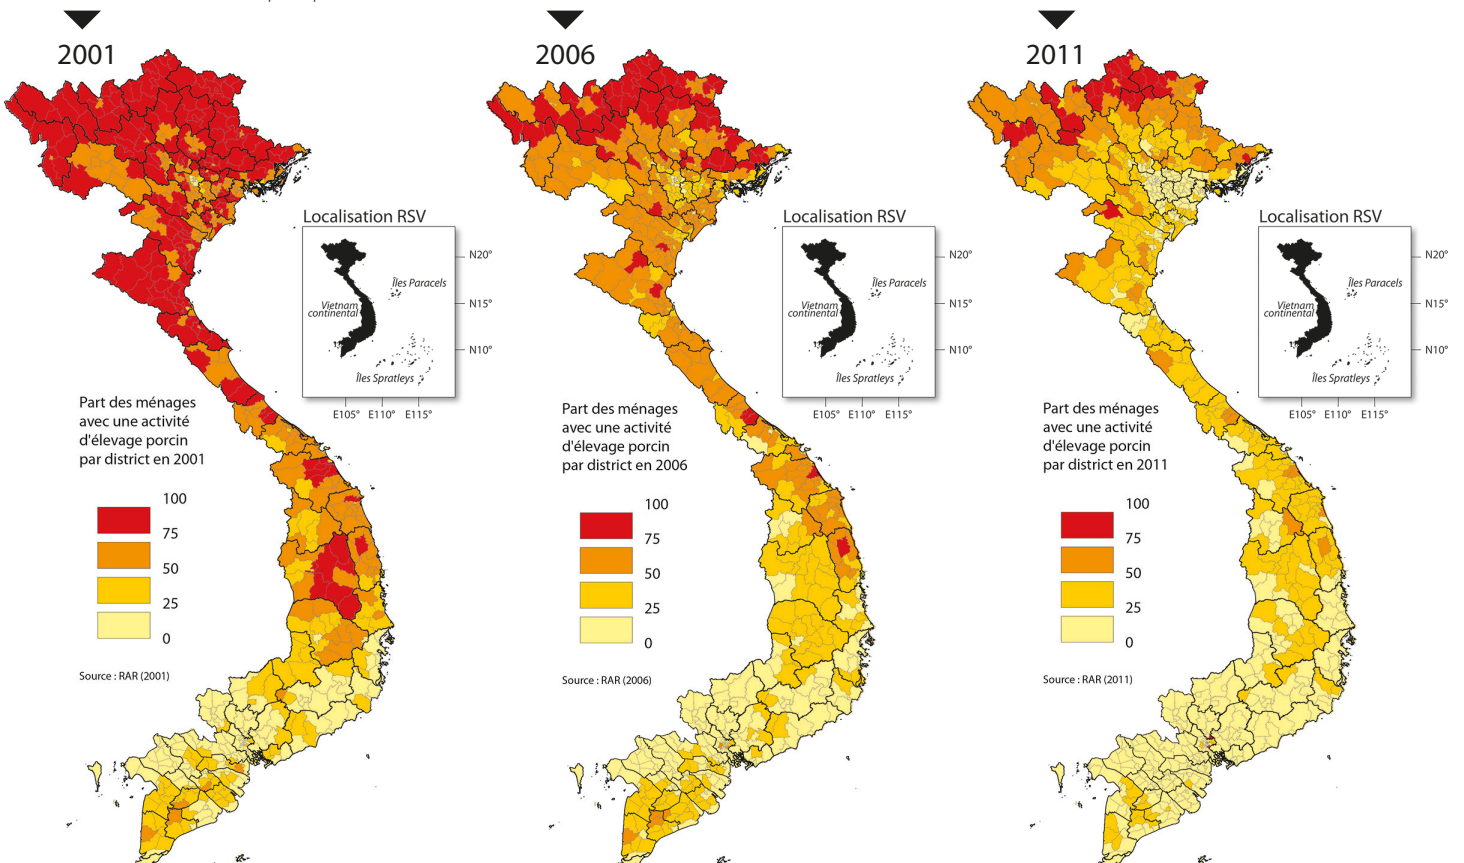 2001
Localisation RSV
N20°
Îles Paracels
Vietnam
continental
N15°
N10°
Îles Spratleys
E105° E110° E115°
Part des ménages
avec une activité
d'élevage porcin
par district en 2001
100
75
50
25
0
Source : RAR (2001)
2006
Localisation RSV
N20°
Îles Paracels
Vietnam
continental
N15°
N10°
Îles Spratleys
E105° E110° E115°
Part des ménages
avec une activité
d'élevage porcin
par district en 2006
100
75
50
25
0
Source : RAR (2006)
2011
Localisation RSV
N20°
Îles Paracels
Vietnam
continental
N15°
N10°
Îles Spratleys
E105° E110° E115°
Part des ménages
avec une activité
d'élevage porcin
par district en 2011
100
75
50
25
0
Source : RAR (2011)